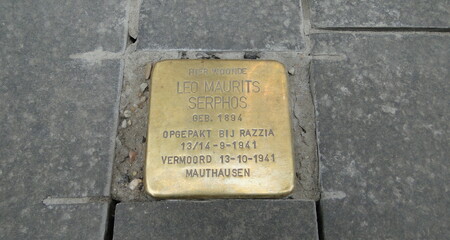 HIER WOONDE
LEO MAURITS
SERPHOS
GEB. 1894
OPGEPAKT BIJ RAZZIA
13/14-9-1941
VERMOORD 13-10-1941
MAUTHAUSEN